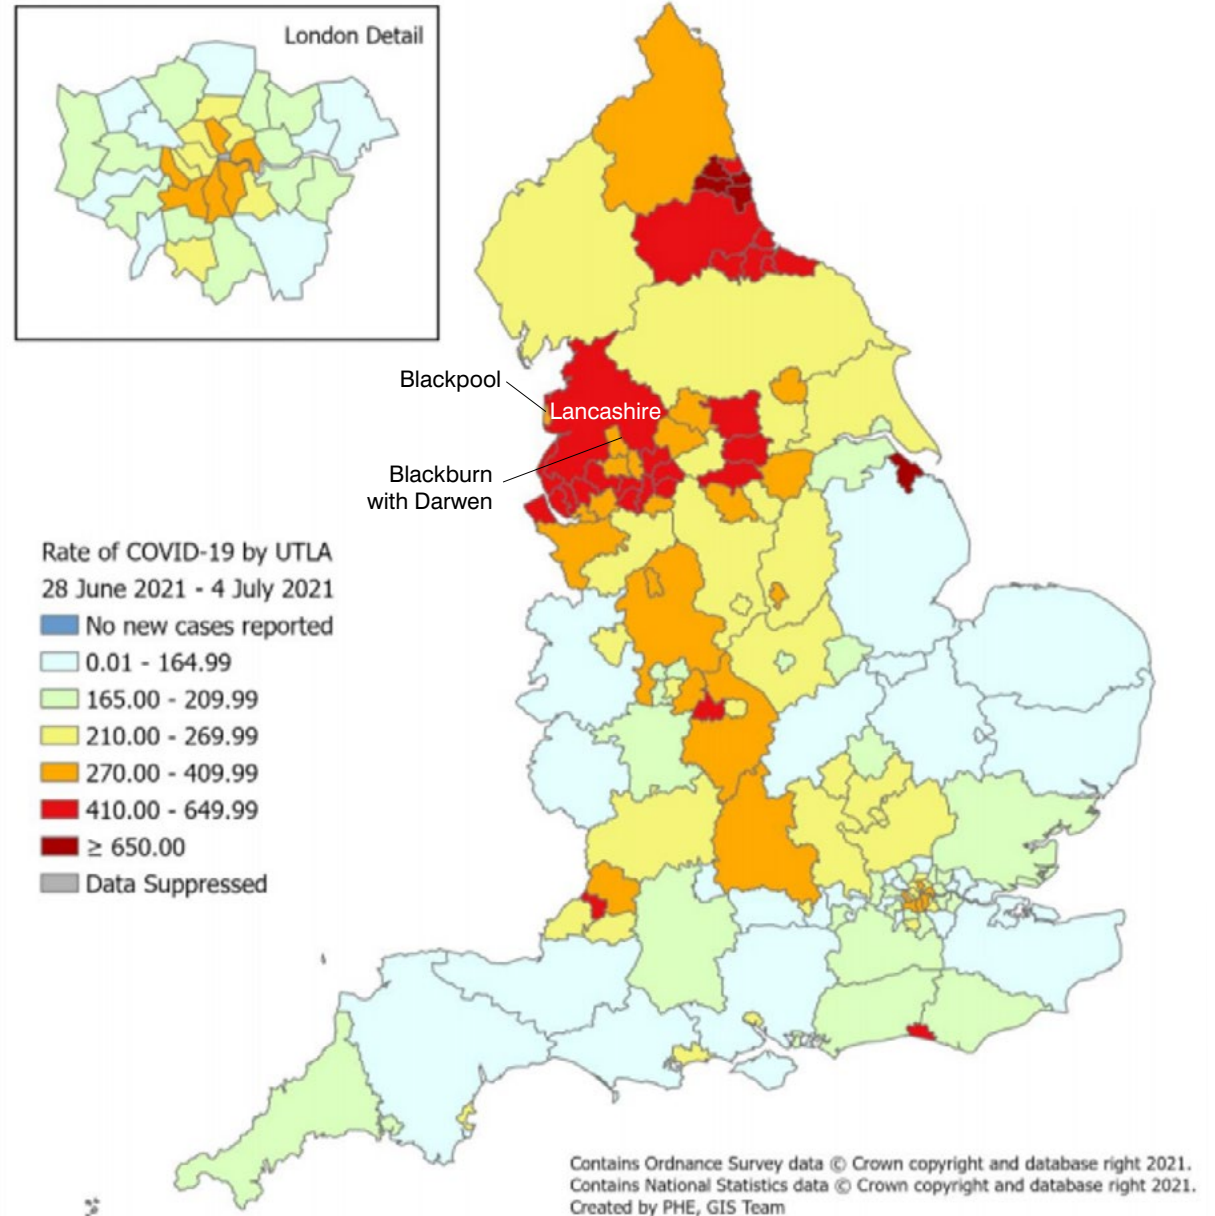 London Detail
Blackpool
Lancashire
Blackburn
with Darwen
Rate of COVID-19 by UTLA
28 June 2021 - 4 July 2021
No new cases reported
0.01 - 164.99
165.00 - 209.99
210.00 - 269.99
270.00 - 409.99
410.00 - 649.99
≥ 650.00
Data Suppressed
Contains Ordnance Survey data © Crown copyright and database right 2021.
Contains National Statistics data © Crown copyright and database right 2021.
Created by PHE, GIS Team